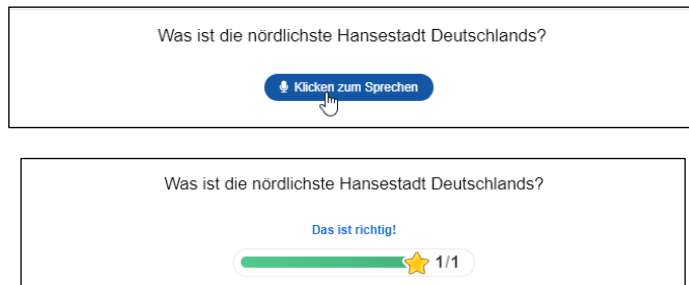 Was ist die nördlichste Hansestadt Deutschlands?
Klicken zum Sprechen
Was ist die nördlichste Hansestadt Deutschlands?
Das ist richtig!
1/1